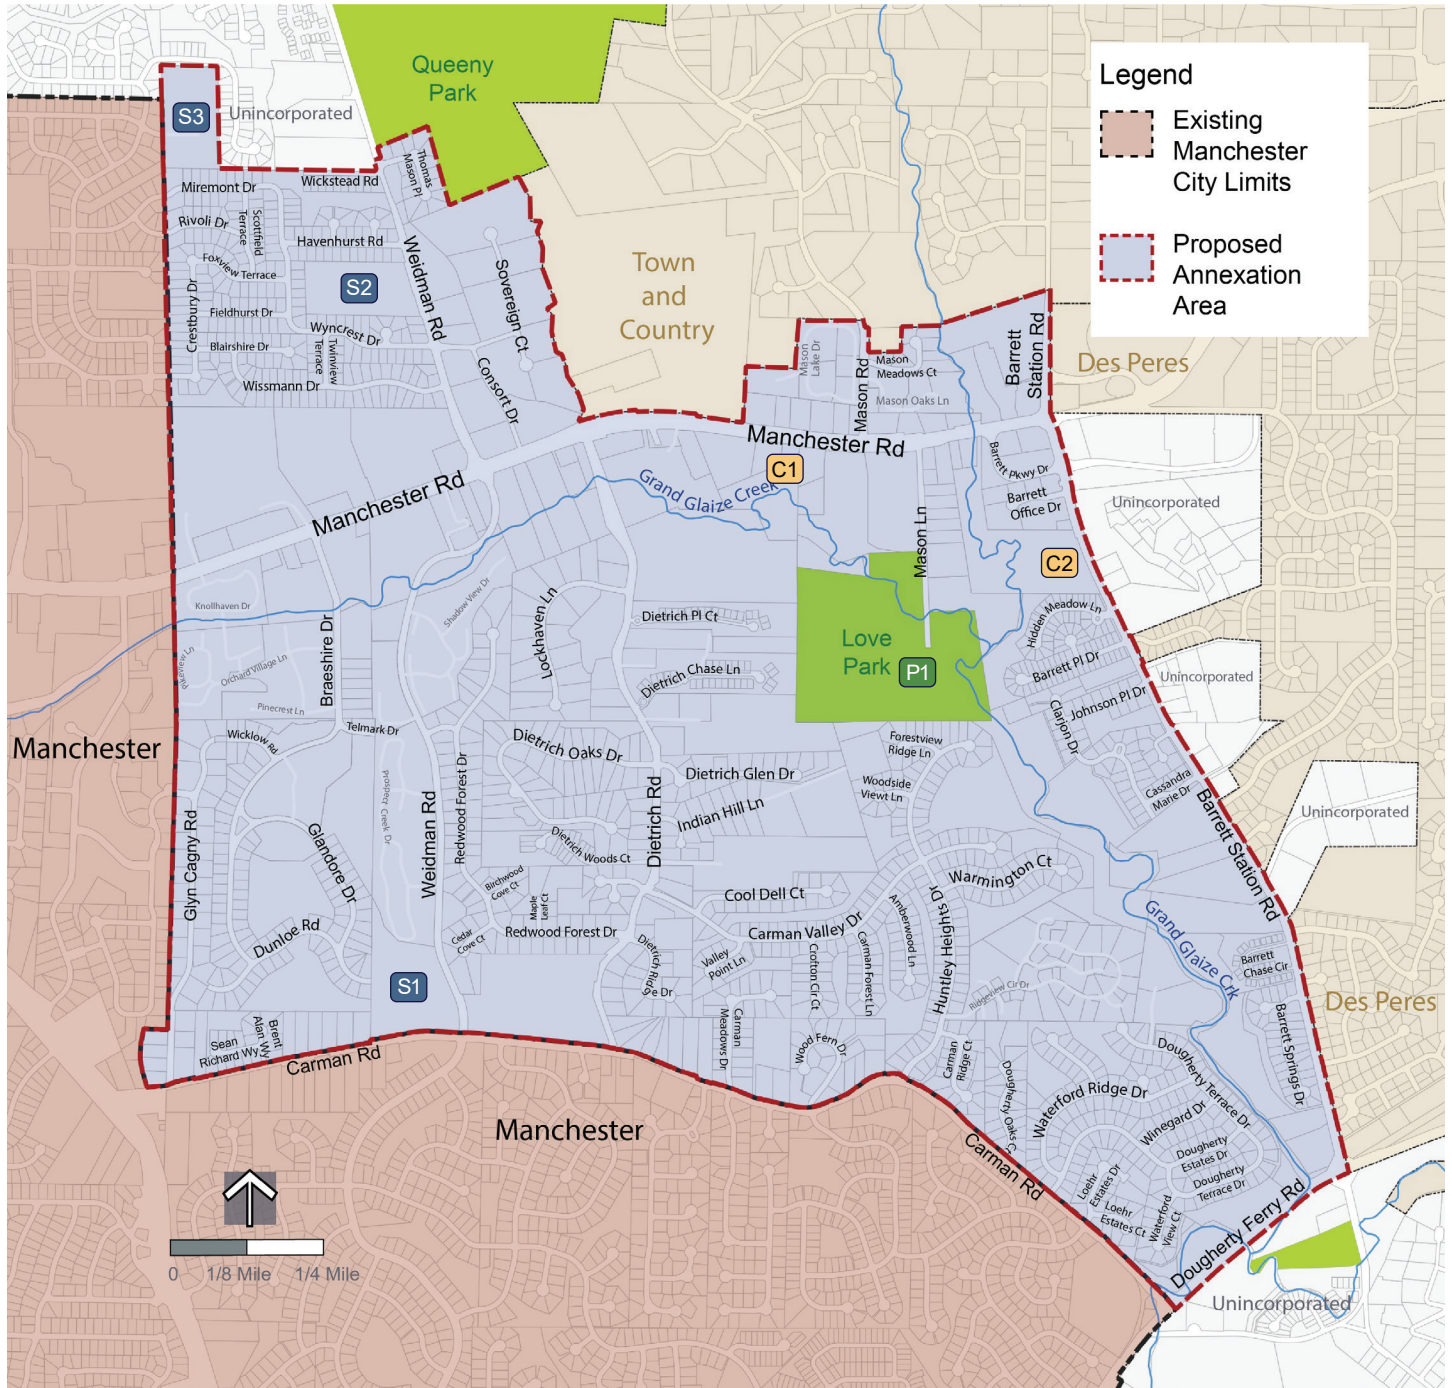 Queeny
Park
Legend
Existing
Manchester
City Limits
Proposed
Annexation
Area
S3
Unincorporated
Thomas
Mason Pl
Wickstead Rd
Miremont Dr
Rivoli Dr
Scottfield
Terrace
Havenhurst Rd
Weidman Rd
Foxview Terrace
S2
Sovereign Ct
Town
and
Country
Crestbury Dr
Fieldhurst Dr
Wyncrest Dr
Blairshire Dr
Twinview
Terrace
Wissmann Dr
Consort Dr
Mason
Lake Dr
Mason Rd
Mason
Meadows Ct
Mason Oaks Ln
Barrett
Station Rd
Des Peres
Manchester Rd
C1
Grand Glaize Creek
Manchester Rd
Barrett Pkwy Dr
Barrett
Office Dr
Unincorporated
Mason Ln
C2
Knollhaven Dr
Shadow View Dr
Lockhaven Ln
Dietrich Pl Ct
Hidden Meadow Ln
Love
Park
P1
Braeshire Dr
Pikeview Ln
Orchard Village Ln
Dietrich Chase Ln
Barrett Pl Dr
Unincorporated
Johnson Pl Dr
Clarjon Dr
Pinecrest Ln
Manchester
Wicklow Rd
Telmark Dr
Dietrich Oaks Dr
Forestview
Ridge Ln
Dietrich Glen Dr
Woodside
Viewt Ln
Cassandra
Marie Dr
Prospect Creek Dr
Redwood Forest Dr
Weidman Rd
Indian Hill Ln
Dietrich Rd
Barrett Station Rd
Unincorporated
Glyn Cagny Rd
Glandore Dr
Dietrich Woods Ct
Birchwood
Cove Ct
Maple
Leaf Ct
Cool Dell Ct
Warmington Ct
Amberwood Ln
Huntley Heights Dr
Dunloe Rd
Cedar
Cove Ct
Redwood Forest Dr
Carman Valley Dr
Grand Glaize Crk
Dietrich Ridge Dr
Valley
Point Ln
Crofton Cir Ct
Carman Forest Ln
Barrett
Chase Cir
S1
Ridgeview Cir Dr
Des Peres
Sean
Richard Wy
Brent
Alan Wy
Carman Rd
Carman
Meadows Dr
Wood Fern Dr
Carman
Ridge Ct
Dougherty Oaks Ct
Barrett Springs Dr
Dougherty Terrace Dr
Waterford Ridge Dr
Winegard Dr
Manchester
Carman Rd
Dougherty
Estates Dr
Dougherty
Terrace Dr
Loehr
Estates Dr
Loehr
Estates Ct
Waterford
View Ct
Dougherty Ferry Rd
Unincorporated
0 1/8 Mile 1/4 Mile